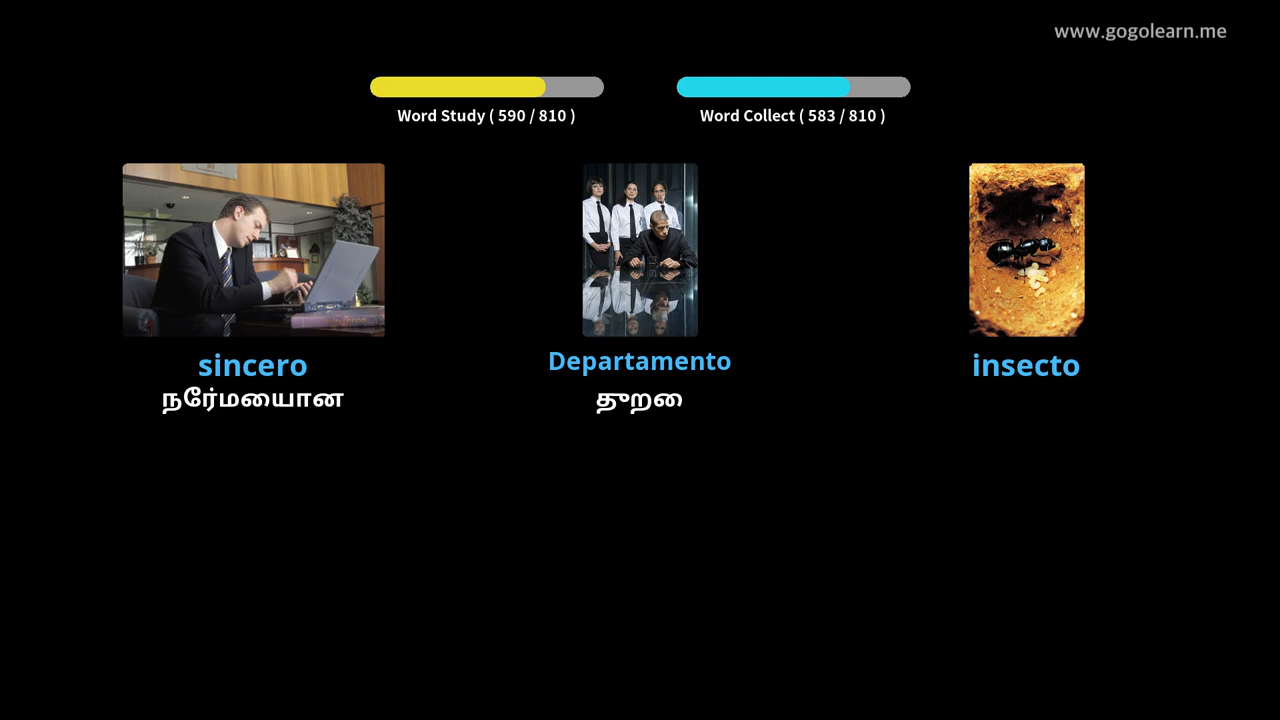 www.gogolearn.me
Word Study ( 590 / 810 )
Word Collect ( 583 / 810 )
sincero
Departamento
insecto
நேர்மையான
துறை